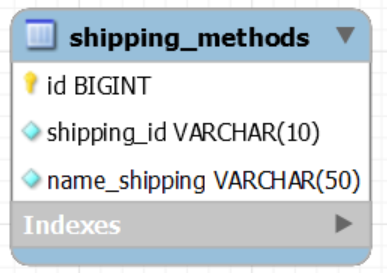 shipping_methods
id BIGINT
shipping_id VARCHAR(10)
name_shipping VARCHAR(50)
Indexes